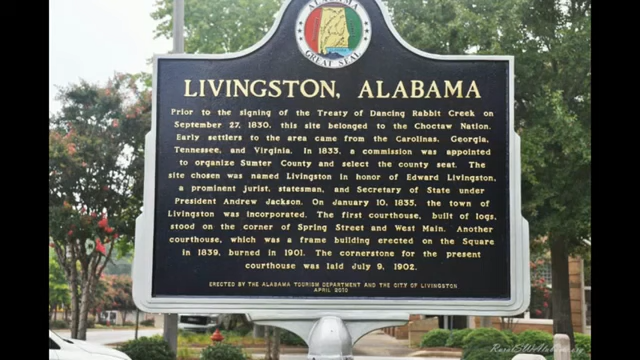 ALABAMA
GREAT SEAL
LIVINGSTON, ALABAMA
Prior to the signing of the Treaty of Dancing Rabbit Creek on
September 27, 1830, this site belonged to the Choctaw Nation.
Early settlers to the area came from the Carolinas, Georgia,
Tennessee, and Virginia. In 1833, a commission was appointed
to organize Sumter County and select the county seat. The
site chosen was named Livingston in honor of Edward Livingston,
a prominent jurist, statesman, and Secretary of State under
President Andrew Jackson. On January 10, 1835, the town of
Livingston was incorporated. The first courthouse, built of logs,
stood on the corner of Spring Street and West Main. Another
courthouse, which was a frame building erected on the Square
in 1839, burned in 1901. The cornerstone for the present
courthouse was laid July 9, 1902.
ERECTED BY THE ALABAMA TOURISM DEPARTMENT AND THE CITY OF LIVINGSTON
APRIL 2010